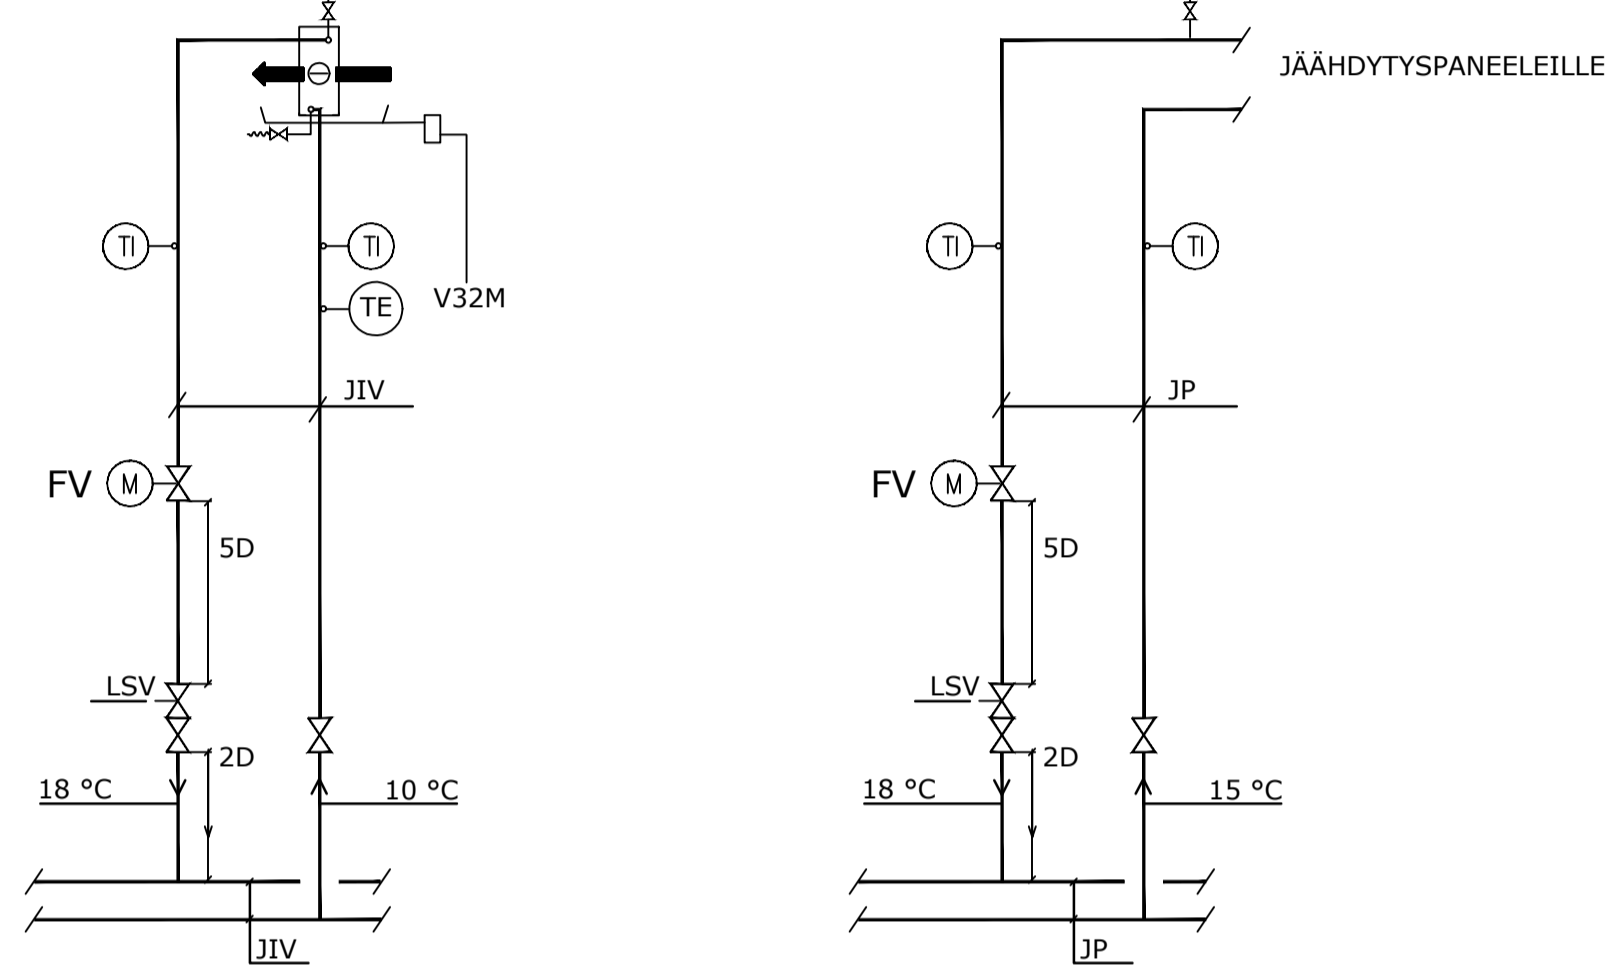 JÄÄHDYTYSPANEELEILLE
TI
TI
TE
V32M
JIV
FV
M
5D
LSV
2D
18 °C
10 °C
JIV
TI
TI
JP
FV
M
5D
LSV
2D
18 °C
15 °C
JP